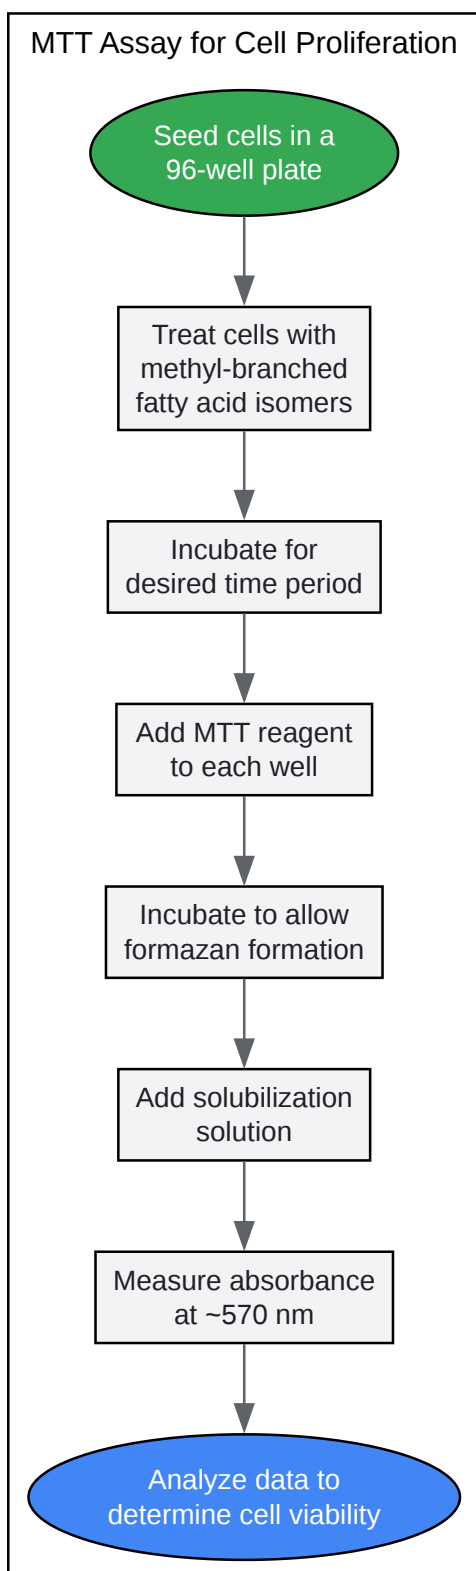 MTT Assay for Cell Proliferation
Seed cells in a
96-well plate
Treat cells with
methyl-branched
fatty acid isomers
Incubate for
desired time period
Add MTT reagent
to each well
Incubate to allow
formazan formation
Add solubilization
solution
Measure absorbance
at ~570 nm
Analyze data to
determine cell viability